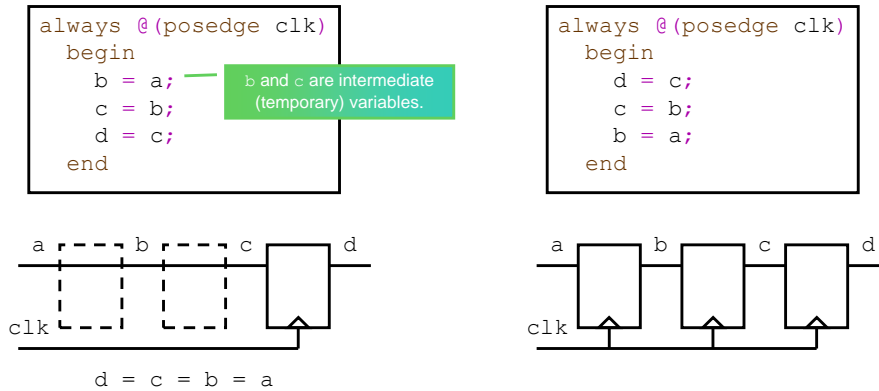 always @(posedge clk)
begin
b = a;
c = b;
d = c;
end
b and c are intermediate
(temporary) variables.
always @(posedge clk)
begin
d = c;
c = b;
b = a;
end
a b c d
clk
d = c = b = a
a b c d
clk